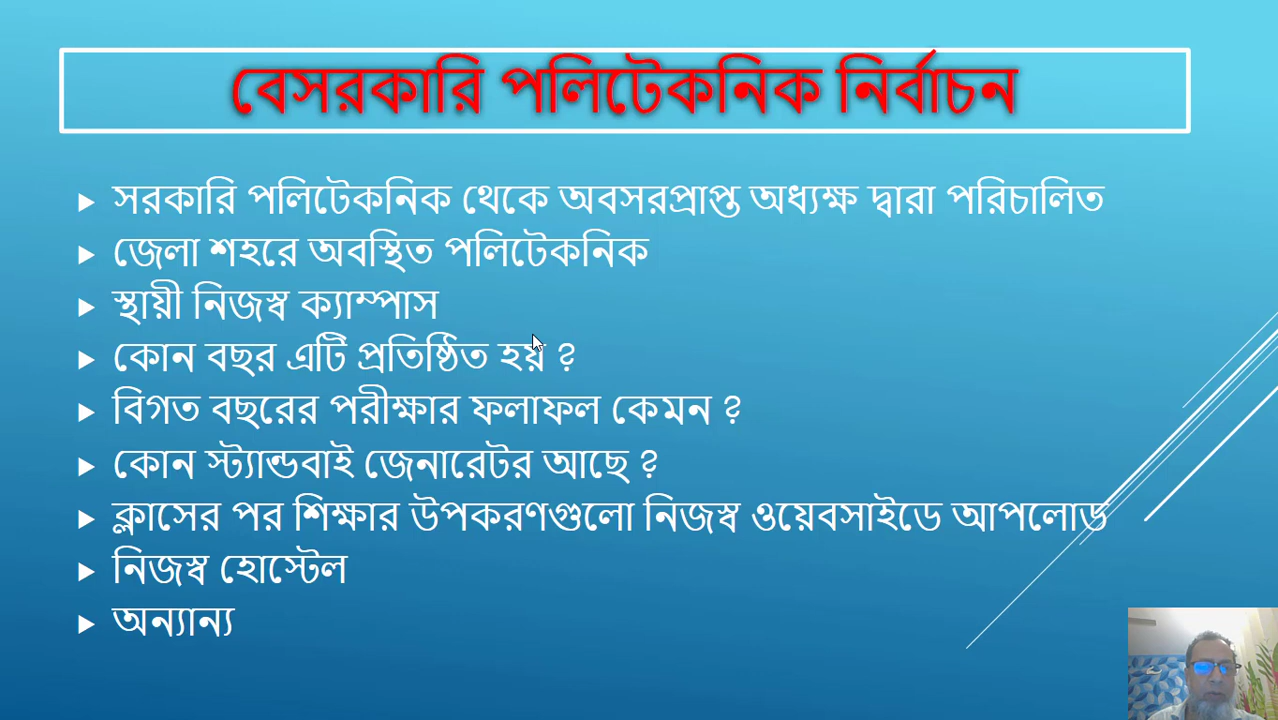 বেসরকারি পলিটেকনিক নির্বাচন
সরকারি পলিটেকনিক থেকে অবসরপ্রাপ্ত অধ্যক্ষ দ্বারা পরিচালিত
জেলা শহরে অবস্থিত পলিটেকনিক
স্থায়ী নিজস্ব ক্যাম্পাস
কোন বছর এটি প্রতিষ্ঠিত হয় ?
বিগত বছরের পরীক্ষার ফলাফল কেমন ?
কোন স্ট্যান্ডবাই জেনারেটর আছে ?
ক্লাসের পর শিক্ষার উপকরণগুলো নিজস্ব ওয়েবসাইডে আপলোড
নিজস্ব হোস্টেল
অন্যান্য